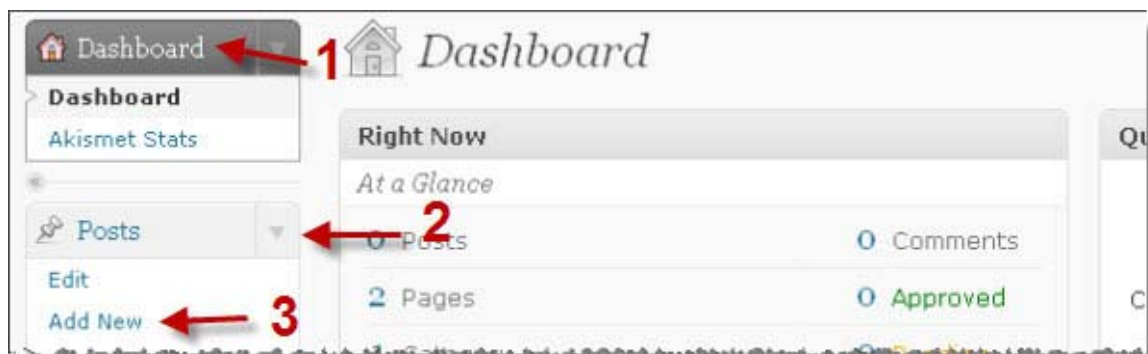 Dashboard
1
Dashboard
Dashboard
Akismet Stats
Right Now
Qu
At a Glance
Posts
2
0 Posts
0 Comments
Edit
2 Pages
0 Approved
Add New
3